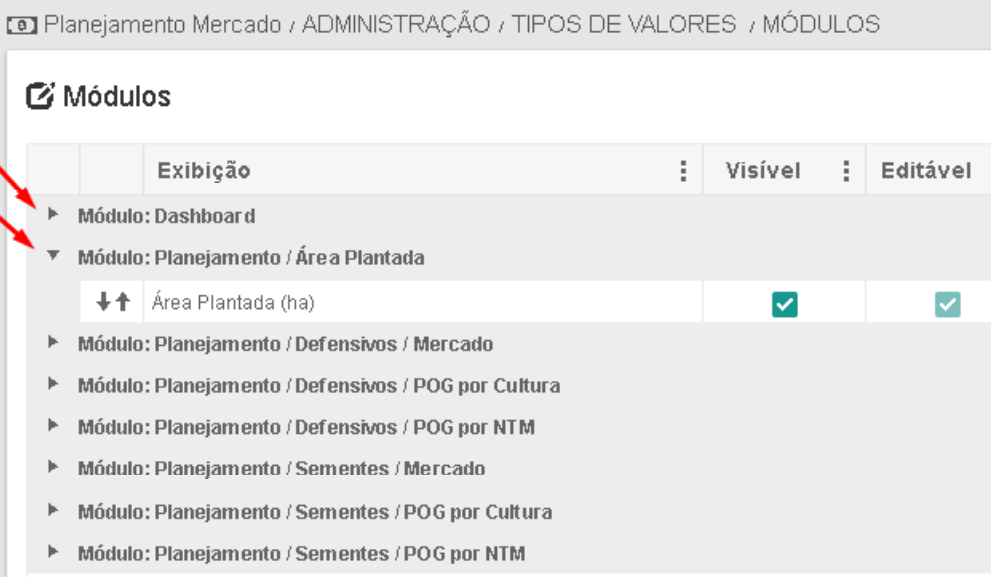 Planejamento Mercado / ADMINISTRAÇÃO / TIPOS DE VALORES / MÓDULOS
Módulos
Exibição Visível Editável
Módulo: Dashboard
Módulo: Planejamento / Área Plantada
Área Plantada (ha)
Módulo: Planejamento / Defensivos / Mercado
Módulo: Planejamento / Defensivos / POG por Cultura
Módulo: Planejamento / Defensivos / POG por NTM
Módulo: Planejamento / Sementes / Mercado
Módulo: Planejamento / Sementes / POG por Cultura
Módulo: Planejamento / Sementes / POG por NTM